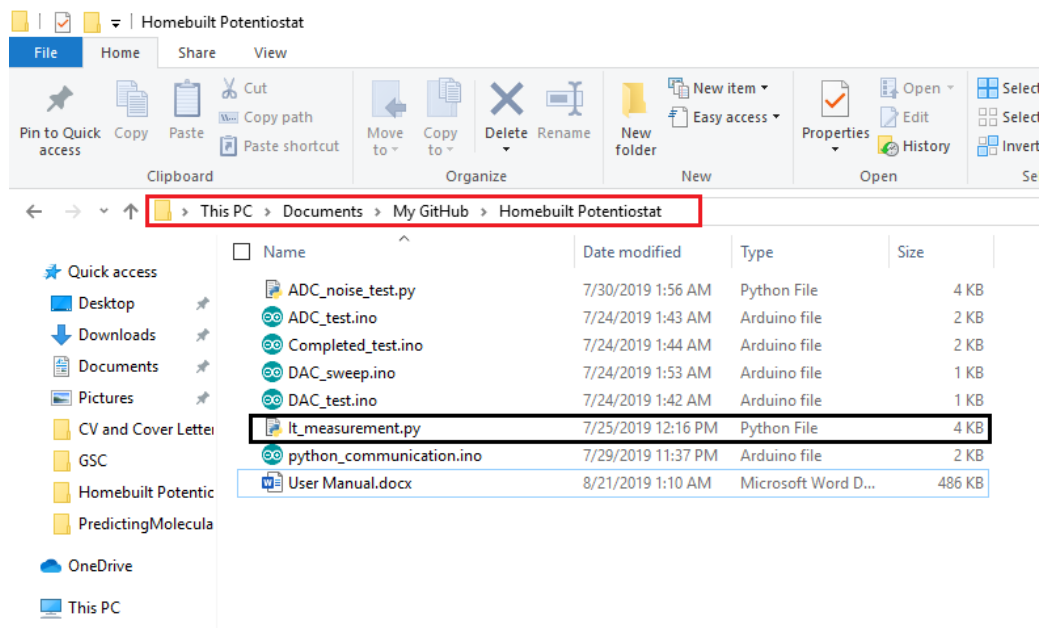 Homebuilt Potentiostat
File Home Share View
Pin to Quick access
Copy
Paste
Cut
Copy path
Paste shortcut
Clipboard
Move to
Copy to
Delete
Rename
Organize
New folder
New item
Easy access
New
Properties
Open
Edit
History
Open
Select
Select
Invert
Se
This PC > Documents > My GitHub > Homebuilt Potentiostat
Name Date modified Type Size
Quick access
Desktop
Downloads
Documents
Pictures
CV and Cover Letter
GSC
Homebuilt Potentic
PredictingMolecula
OneDrive
This PC
ADC_noise_test.py 7/30/2019 1:56 AM Python File 4 KB
ADC_test.ino 7/24/2019 1:43 AM Arduino file 2 KB
Completed_test.ino 7/24/2019 1:44 AM Arduino file 2 KB
DAC_sweep.ino 7/24/2019 1:53 AM Arduino file 1 KB
DAC_test.ino 7/24/2019 1:42 AM Arduino file 1 KB
It_measurement.py 7/25/2019 12:16 PM Python File 4 KB
python_communication.ino 7/29/2019 11:37 PM Arduino file 2 KB
User Manual.docx 8/21/2019 1:10 AM Microsoft Word D... 486 KB